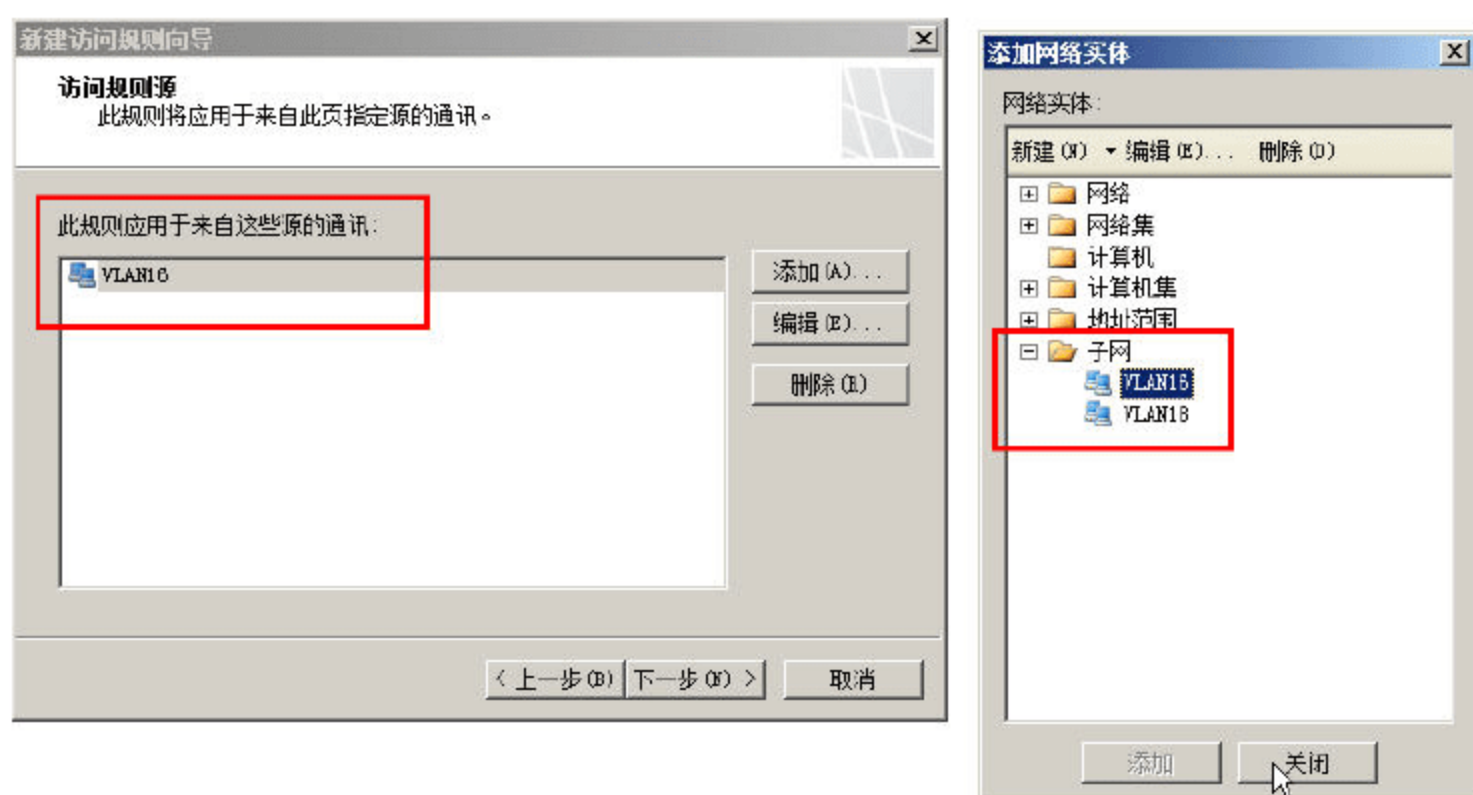 新建访问规则向导
访问规则源
此规则将应用于来自此页指定源的通讯。
此规则应用于来自这些源的通讯:
VLAN16
添加(A)...
编辑(E)...
删除(R)
< 上一步(B)
下一步(N) >
取消
添加网络实体
网络实体:
新建(N) 编辑(E)... 删除(D)
网络
网络集
计算机
计算机集
地址范围
子网
VLAN16
VLAN18
添加
关闭